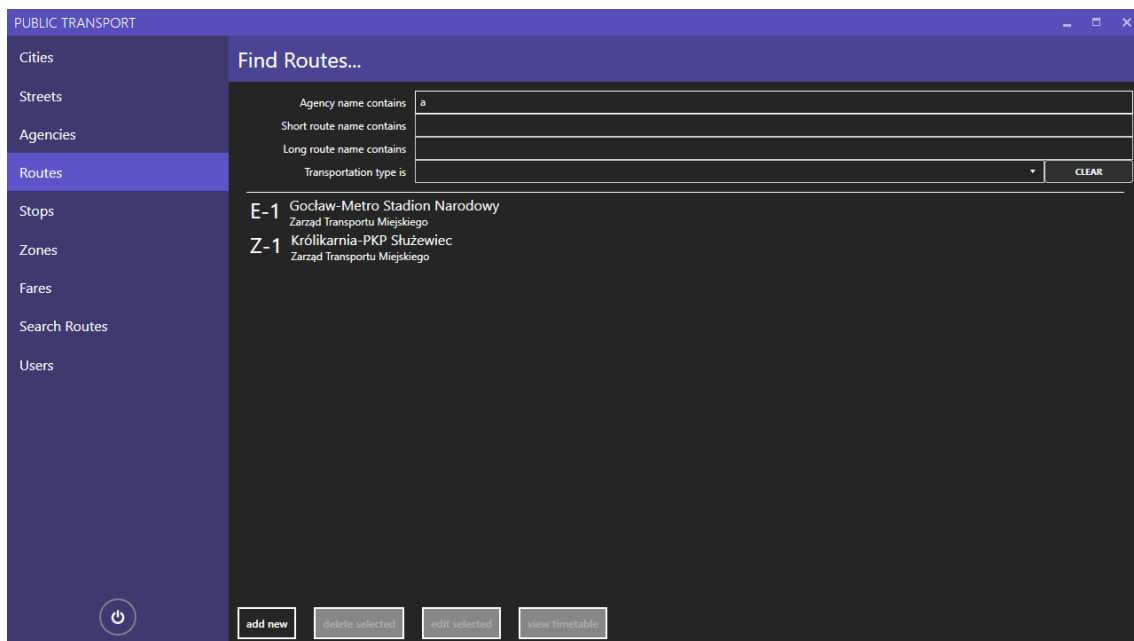 PUBLIC TRANSPORT
Cities
Streets
Agencies
Routes
Stops
Zones
Fares
Search Routes
Users
Find Routes...
Agency name contains a
Short route name contains
Long route name contains
Transportation type is CLEAR
E-1 Gocław-Metro Stadion Narodowy
Zarząd Transportu Miejskiego
Z-1 Królikarnia-PKP Służewiec
Zarząd Transportu Miejskiego
add new delete selected edit selected view timetable